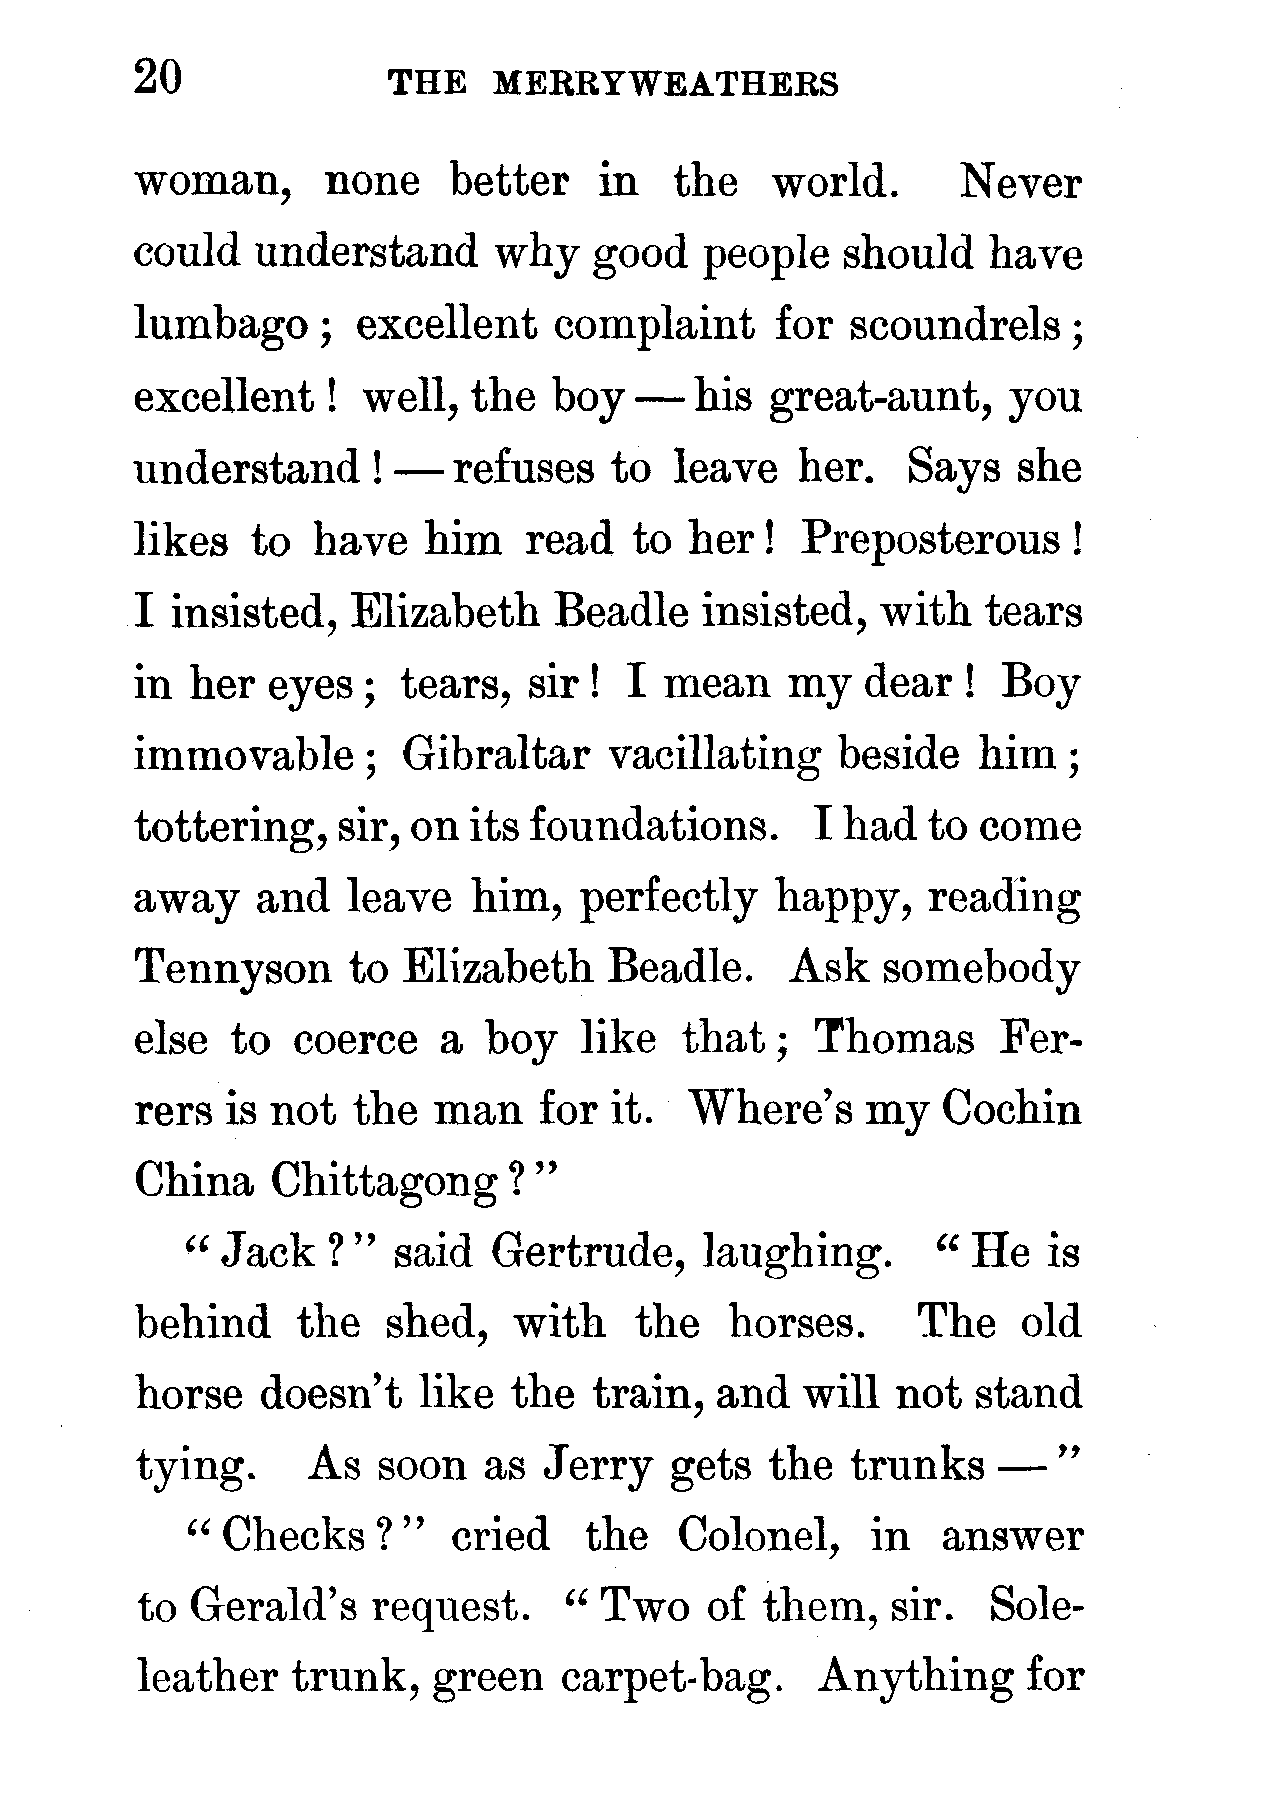 20 THE MERRYWEATHERS
woman, none better in the world. Never
could understand why good people should have
lumbago ; excellent complaint for scoundrels ;
excellent ! well, the boy — his great-aunt, you
understand ! — refuses to leave her. Says she
likes to have him read to her ! Preposterous !
I insisted, Elizabeth Beadle insisted, with tears
in her eyes ; tears, sir ! I mean my dear ! Boy
immovable ; Gibraltar vacillating beside him ;
tottering, sir, on its foundations. I had to come
away and leave him, perfectly happy, reading
Tennyson to Elizabeth Beadle. Ask somebody
else to coerce a boy like that ; Thomas Fer-
rers is not the man for it. Where's my Cochin
China Chittagong ? "
" Jack ? " said Gertrude, laughing. " He is
behind the shed, with the horses. The old
horse doesn't like the train, and will not stand
tying. As soon as Jerry gets the trunks — "
" Checks ? " cried the Colonel, in answer
to Gerald's request. " Two of them, sir. Sole-
leather trunk, green carpet-bag. Anything for